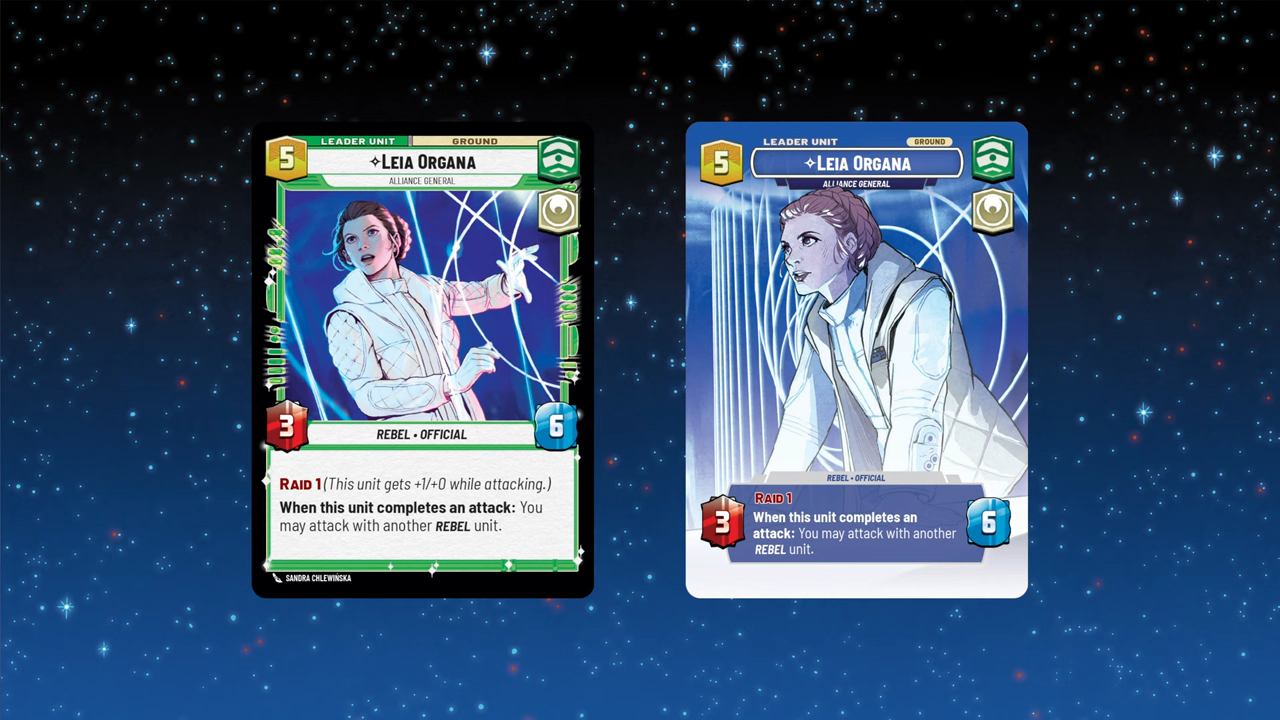 5
LEADER UNIT
GROUND
LEIA ORGANA
ALLIANCE GENERAL
3
REBEL • OFFICIAL
6
RAID 1 (This unit gets +1/+0 while attacking.)
When this unit completes an attack: You
may attack with another REBEL unit.
SANDRA CHLEWIŃSKA
5
LEADER UNIT
GROUND
LEIA ORGANA
ALLIANCE GENERAL
REBEL • OFFICIAL
3
RAID 1
When this unit completes an
attack: You may attack with another
REBEL unit.
6